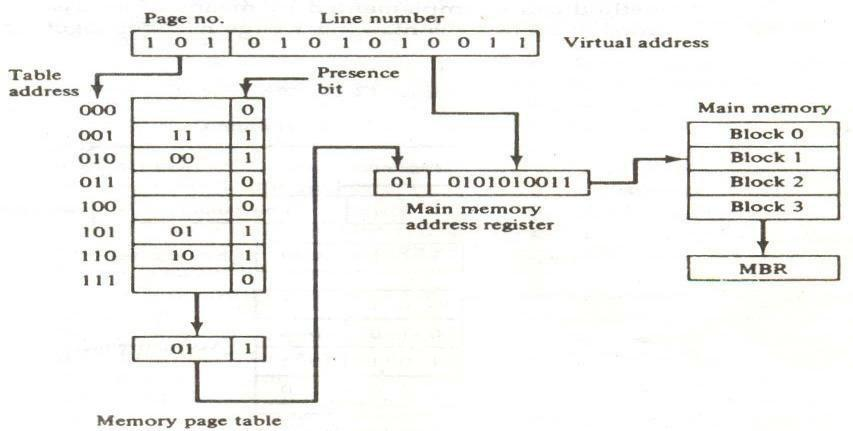 Page no. Line number
1 0 1 0 1 0 1 0 1 0 0 1 1 Virtual address
Table address
Presence bit
000 0
001 11 1
010 00 1
011 0
100 0
101 01 1
110 10 1
111 0
01 1
Memory page table
01 0101010011
Main memory
address register
Main memory
Block 0
Block 1
Block 2
Block 3
MBR